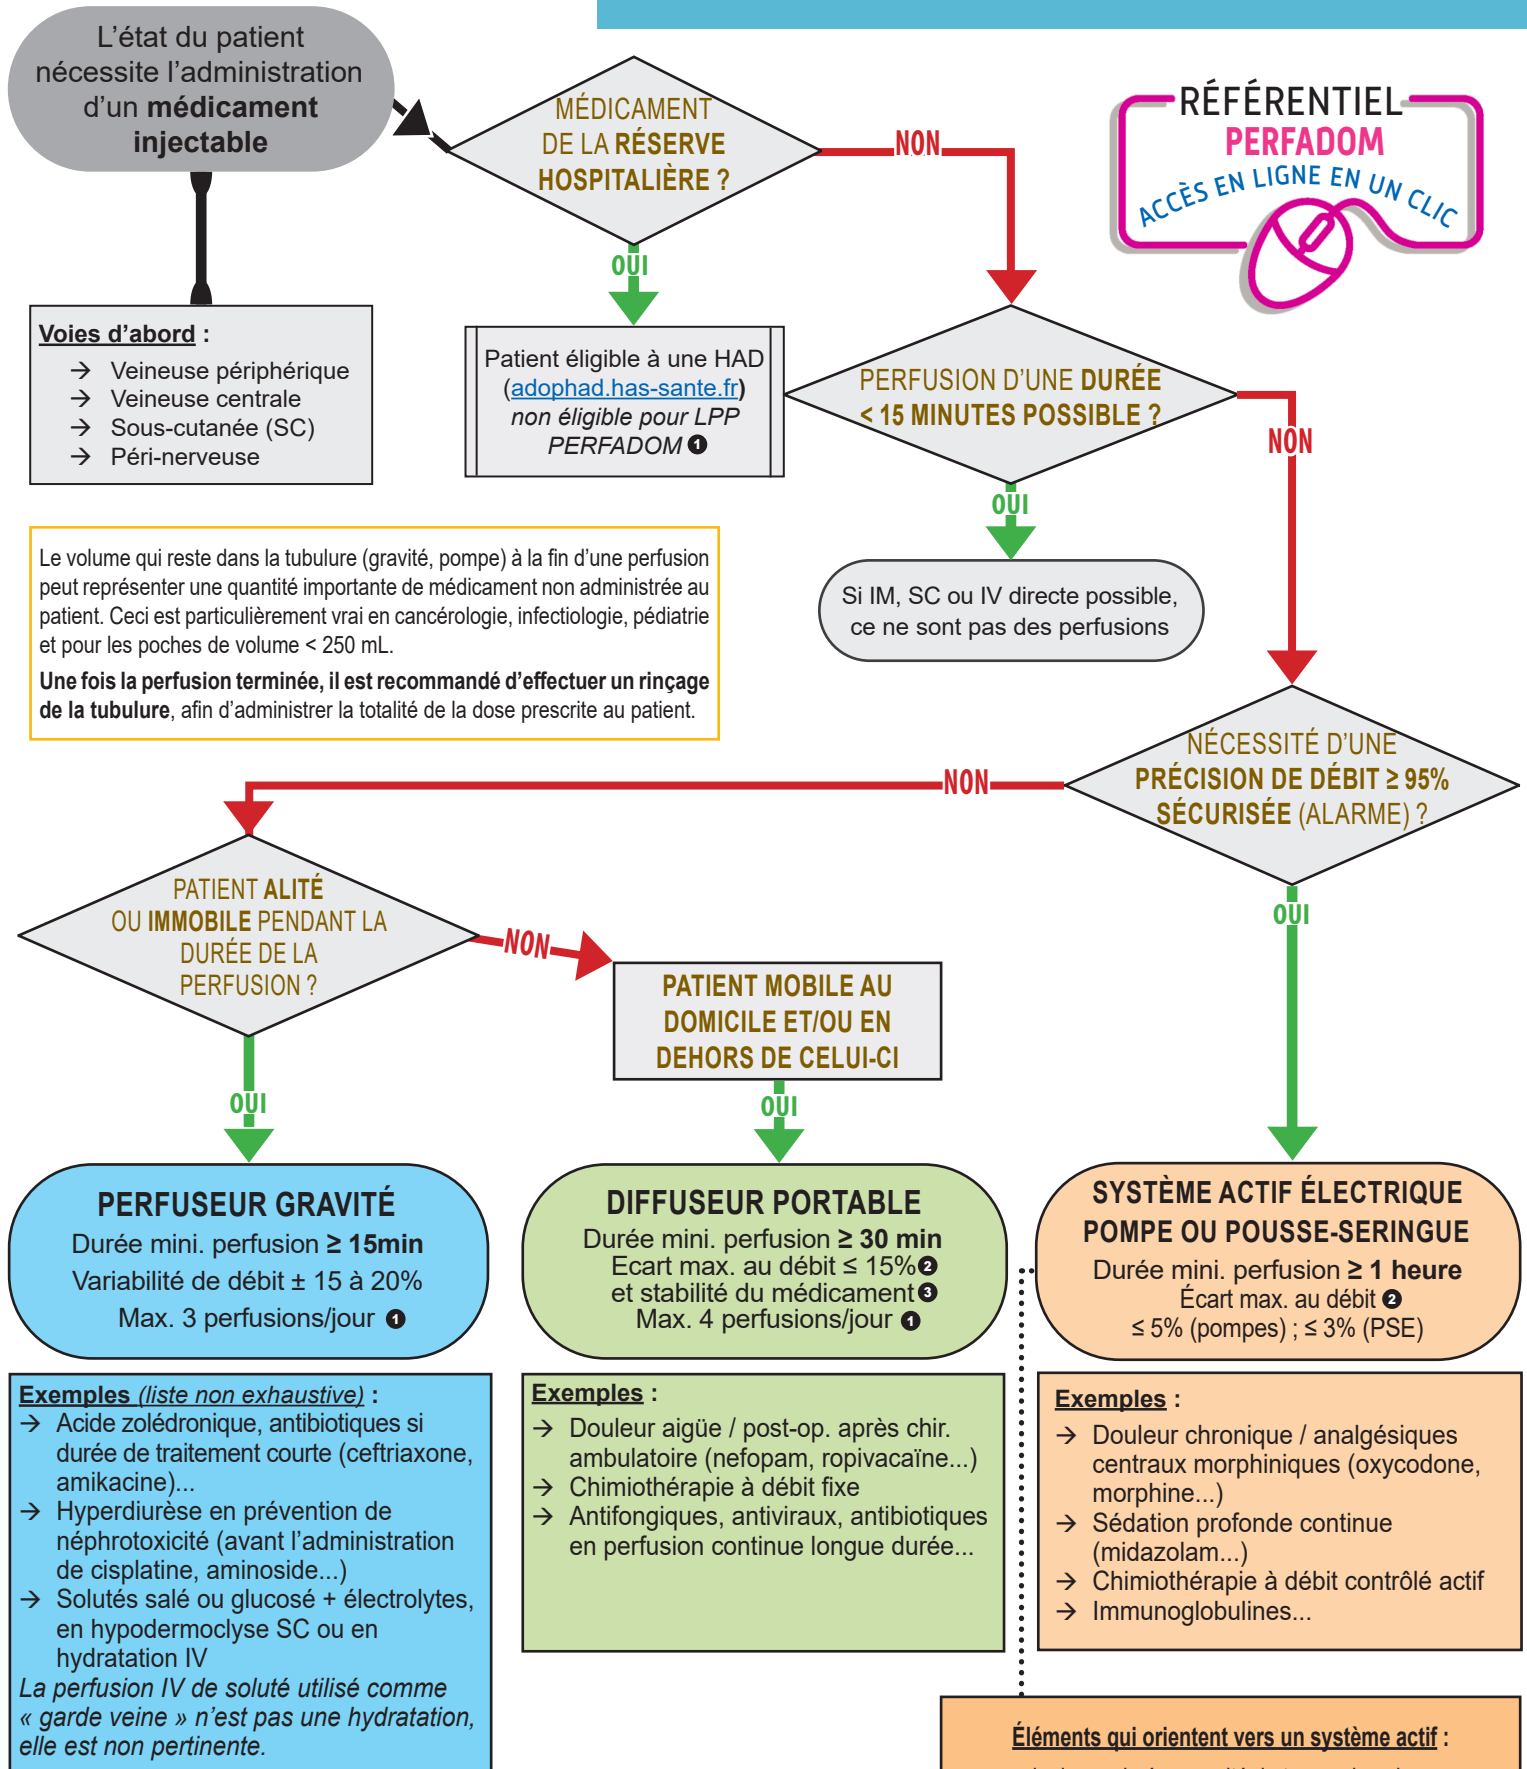 L'état du patient
nécessite l'administration
d'un médicament
injectable
MÉDICAMENT
DE LA RÉSERVE
HOSPITALIÈRE ?
NON
RÉFÉRENTIEL
PERFADOM
ACCÈS EN LIGNE EN UN CLIC
OUI
Voies d'abord :
→ Veineuse périphérique
→ Veineuse centrale
→ Sous-cutanée (SC)
→ Péri-nerveuse
Patient éligible à une HAD
(adophad.has-sante.fr)
non éligible pour LPP
PERFADOM ❶
PERFUSION D'UNE DURÉE
< 15 MINUTES POSSIBLE ?
NON
OUI
Si IM, SC ou IV directe possible,
ce ne sont pas des perfusions
Le volume qui reste dans la tubulure (gravité, pompe) à la fin d'une perfusion
peut représenter une quantité importante de médicament non administrée au
patient. Ceci est particulièrement vrai en cancérologie, infectiologie, pédiatrie
et pour les poches de volume < 250 mL.
Une fois la perfusion terminée, il est recommandé d'effectuer un rinçage
de la tubulure, afin d'administrer la totalité de la dose prescrite au patient.
NÉCESSITÉ D'UNE
PRÉCISION DE DÉBIT ≥ 95%
SÉCURISÉE (ALARME) ?
NON
OUI
PATIENT ALITÉ
OU IMMOBILE PENDANT LA
DURÉE DE LA
PERFUSION ?
NON
PATIENT MOBILE AU
DOMICILE ET/OU EN
DEHORS DE CELUI-CI
OUI
OUI
PERFUSEUR GRAVITÉ
Durée mini. perfusion ≥ 15min
Variabilité de débit ± 15 à 20%
Max. 3 perfusions/jour ❶
DIFFUSEUR PORTABLE
Durée mini. perfusion ≥ 30 min
Ecart max. au débit ≤ 15% ❷
et stabilité du médicament ❸
Max. 4 perfusions/jour ❶
SYSTÈME ACTIF ÉLECTRIQUE
POMPE OU POUSSE-SERINGUE
Durée mini. perfusion ≥ 1 heure
Écart max. au débit ❷
≤ 5% (pompes) ; ≤ 3% (PSE)
Exemples (liste non exhaustive) :
→ Acide zolédronique, antibiotiques si
durée de traitement courte (ceftriaxone,
amikacine)...
→ Hyperdiurèse en prévention de
néphrotoxicité (avant l'administration
de cisplatine, aminoside...)
→ Solutés salé ou glucosé + électrolytes,
en hypodermoclyse SC ou en
hydratation IV
La perfusion IV de soluté utilisé comme
« garde veine » n'est pas une hydratation,
elle est non pertinente.
Exemples :
→ Douleur aigüe / post-op. après chir.
ambulatoire (nefopam, ropivacaïne...)
→ Chimiothérapie à débit fixe
→ Antifongiques, antiviraux, antibiotiques
en perfusion continue longue durée...
Exemples :
→ Douleur chronique / analgésiques
centraux morphiniques (oxycodone,
morphine...)
→ Sédation profonde continue
(midazolam...)
→ Chimiothérapie à débit contrôlé actif
→ Immunoglobulines...
Éléments qui orientent vers un système actif :